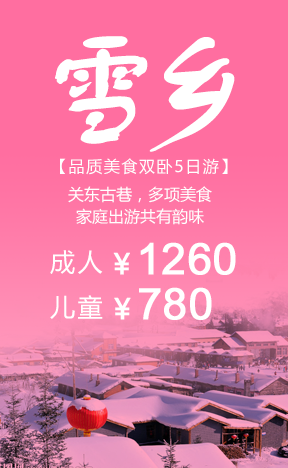 雪乡
【品质美食双卧5日游】
关东古巷，多项美食
家庭出游共有韵味
成人 ¥ 1260
儿童 ¥ 780